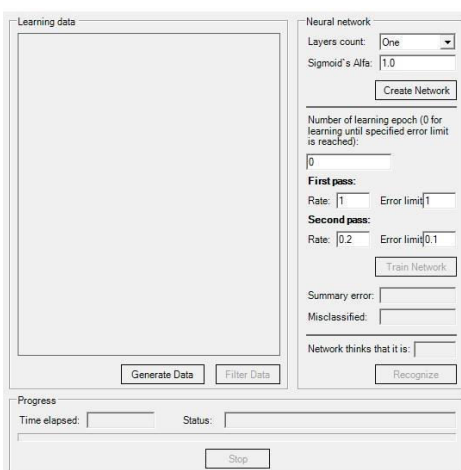 Learning data
Generate Data
Filter Data
Neural network
Layers count: One
Sigmoid's Alfa: 1.0
Create Network
Number of learning epoch (0 for
learning until specified error limit
is reached):
0
First pass:
Rate: 1 Error limit 1
Second pass:
Rate: 0.2 Error limit 0.1
Train Network
Summary error:
Misclassified:
Network thinks that it is:
Recognize
Progress
Time elapsed: Status:
Stop